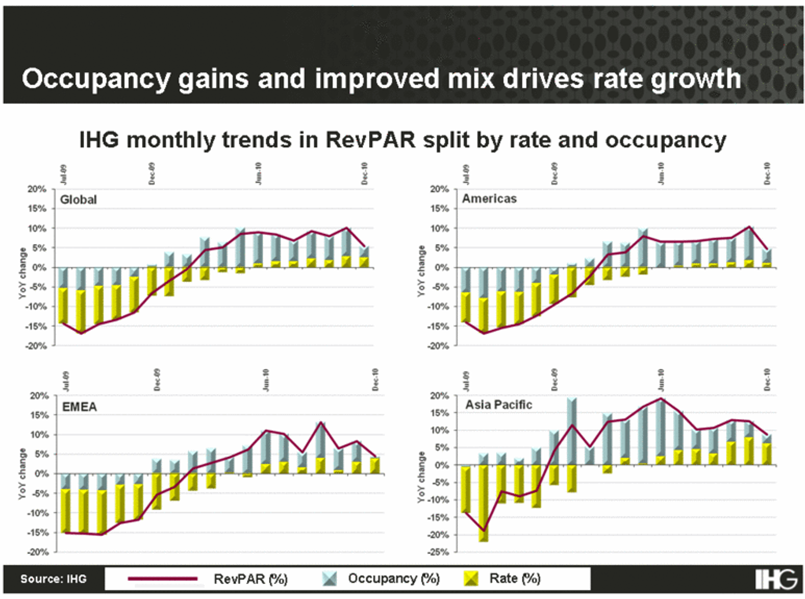 Occupancy gains and improved mix drives rate growth
IHG monthly trends in RevPAR split by rate and occupancy
Jul-09 Dec-09 Jun-10 Dec-10
Global
YoY change
20%
15%
10%
5%
0%
-5%
-10%
-15%
-20%
Jul-09 Dec-09 Jun-10 Dec-10
Americas
YoY change
20%
15%
10%
5%
0%
-5%
-10%
-15%
-20%
Jul-09 Dec-09 Jun-10 Dec-10
EMEA
YoY change
20%
15%
10%
5%
0%
-5%
-10%
-15%
-20%
Jul-09 Dec-09 Jun-10 Dec-10
Asia Pacific
YoY change
20%
15%
10%
5%
0%
-5%
-10%
-15%
-20%
-25%
Source: IHG RevPAR (%) Occupancy (%) Rate (%) IHG